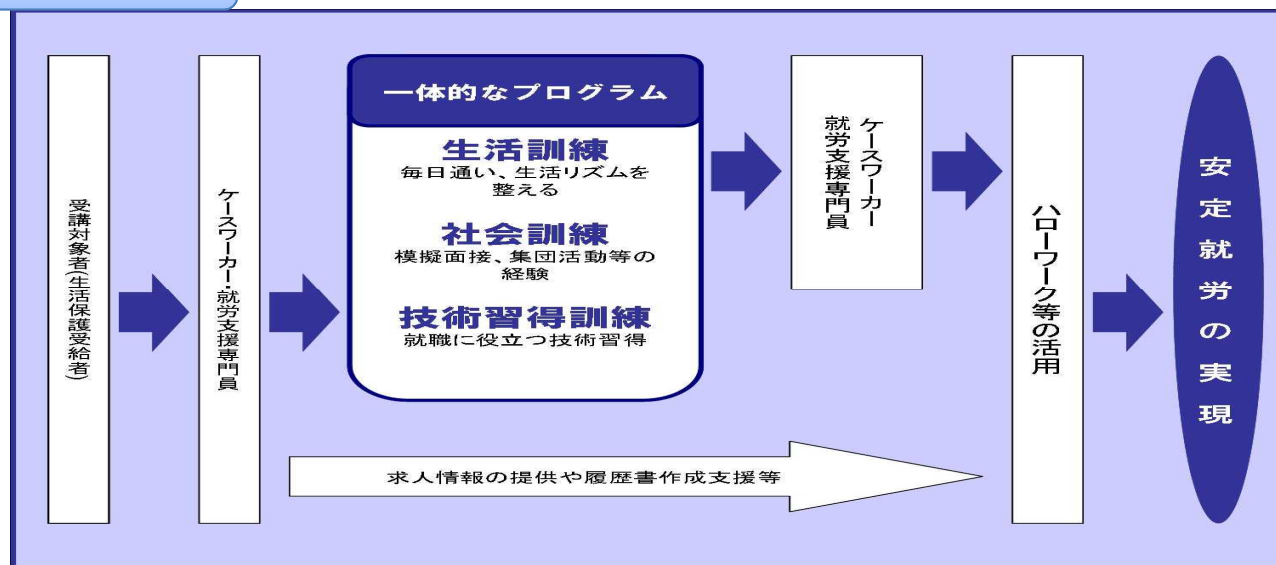 受講対象者(生活保護受給者)
ケースワーカー・就労支援専門員
一体的なプログラム
生活訓練
毎日通い、生活リズムを
整える
社会訓練
模擬面接、集団活動等の
経験
技術習得訓練
就職に役立つ技術習得
ケースワーカー
就労支援専門員
ハローワーク等の活用
安定就労の実現
求人情報の提供や履歴書作成支援等